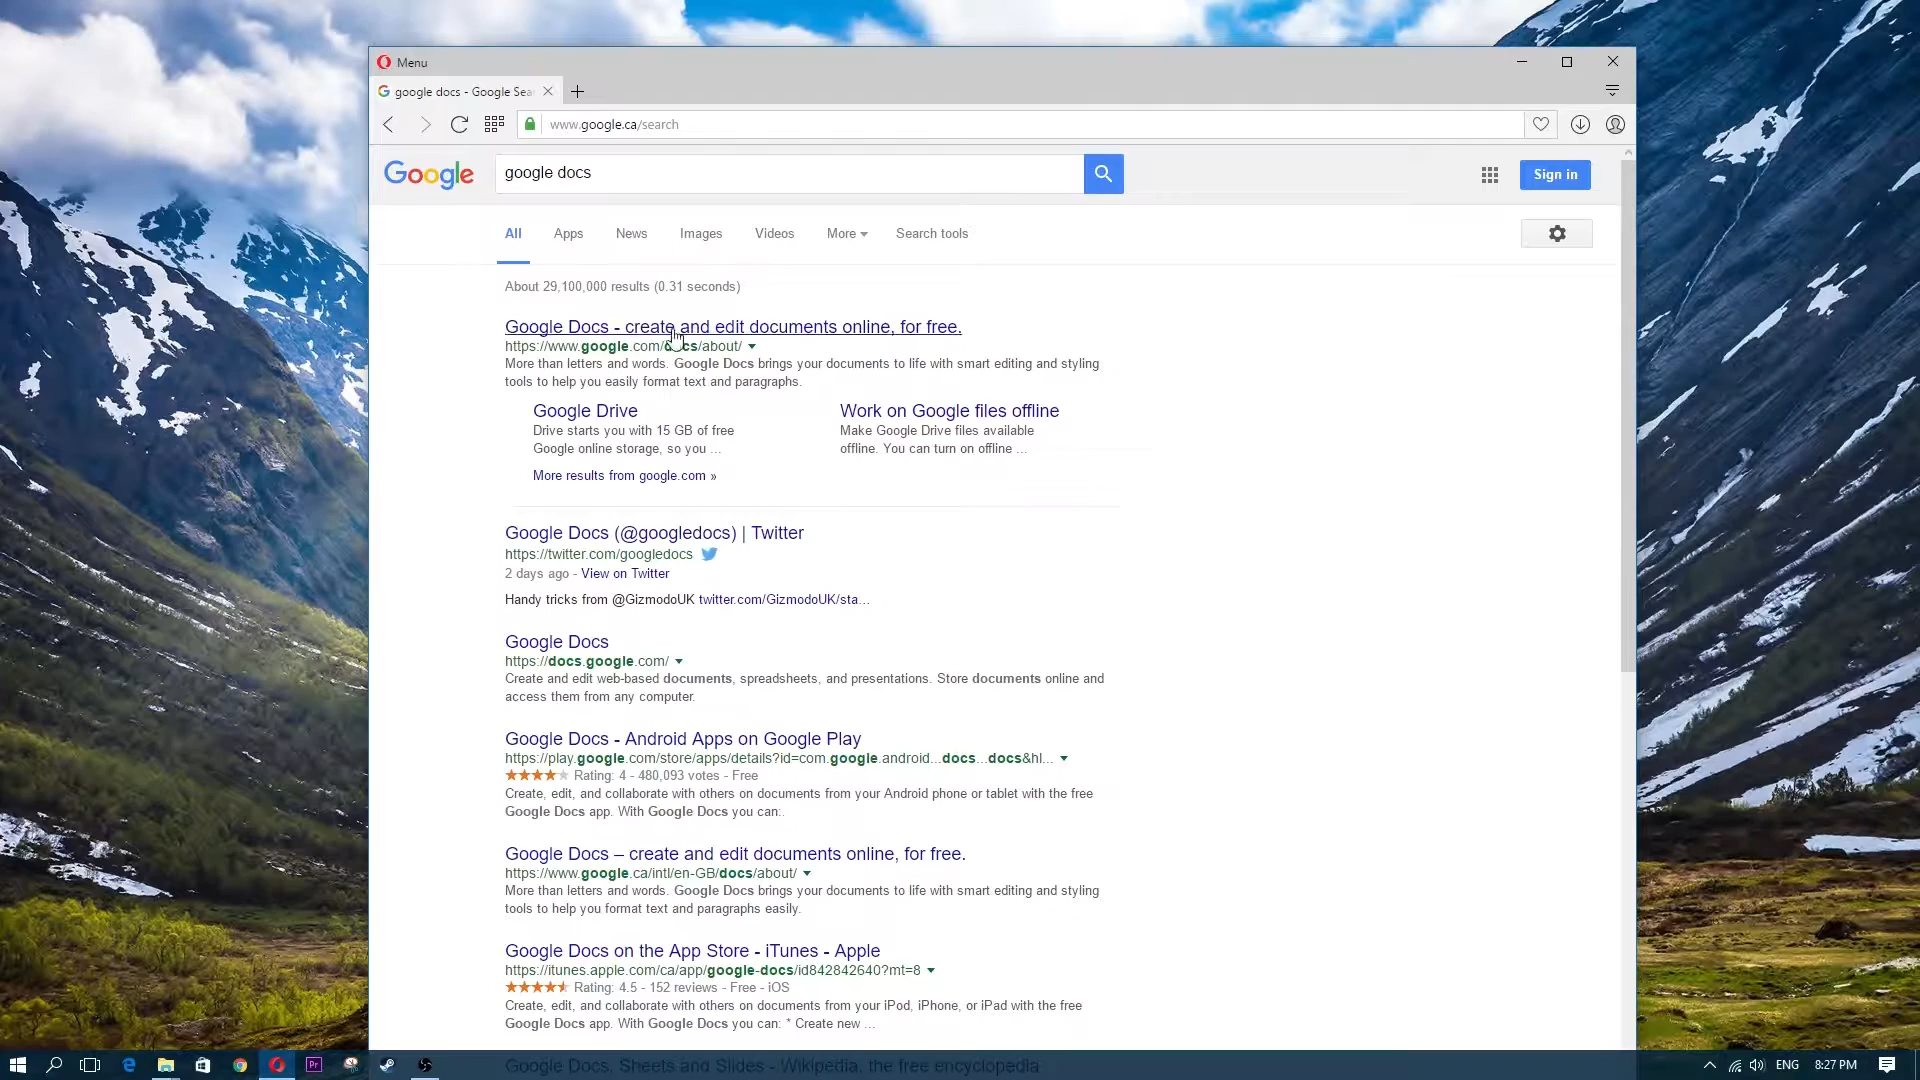 Menu
google docs - Google Sea
www.google.ca/search
Google
google docs
Sign in
All Apps News Images Videos More Search tools
About 29,100,000 results (0.31 seconds)
Google Docs - create and edit documents online, for free.
https://www.google.com/docs/about/
More than letters and words. Google Docs brings your documents to life with smart editing and styling
tools to help you easily format text and paragraphs.
Google Drive
Drive starts you with 15 GB of free
Google online storage, so you ...
Work on Google files offline
Make Google Drive files available
offline. You can turn on offline ...
More results from google.com »
Google Docs (@googledocs) | Twitter
https://twitter.com/googledocs
2 days ago - View on Twitter
Handy tricks from @GizmodoUK twitter.com/GizmodoUK/sta...
Google Docs
https://docs.google.com/
Create and edit web-based documents, spreadsheets, and presentations. Store documents online and
access them from any computer.
Google Docs - Android Apps on Google Play
https://play.google.com/store/apps/details?id=com.google.android...docs...docs&hl...
Rating: 4 - 480,093 votes - Free
Create, edit, and collaborate with others on documents from your Android phone or tablet with the free
Google Docs app. With Google Docs you can:.
Google Docs – create and edit documents online, for free.
https://www.google.ca/intl/en-GB/docs/about/
More than letters and words. Google Docs brings your documents to life with smart editing and styling
tools to help you format text and paragraphs easily.
Google Docs on the App Store - iTunes - Apple
https://itunes.apple.com/ca/app/google-docs/id842842640?mt=8
Rating: 4.5 - 152 reviews - Free - iOS
Create, edit, and collaborate with others on documents from your iPod, iPhone, or iPad with the free
Google Docs app. With Google Docs you can: * Create new ...
Google Docs, Sheets and Slides - Wikipedia, the free encyclopedia
Pr
ENG 8:27 PM